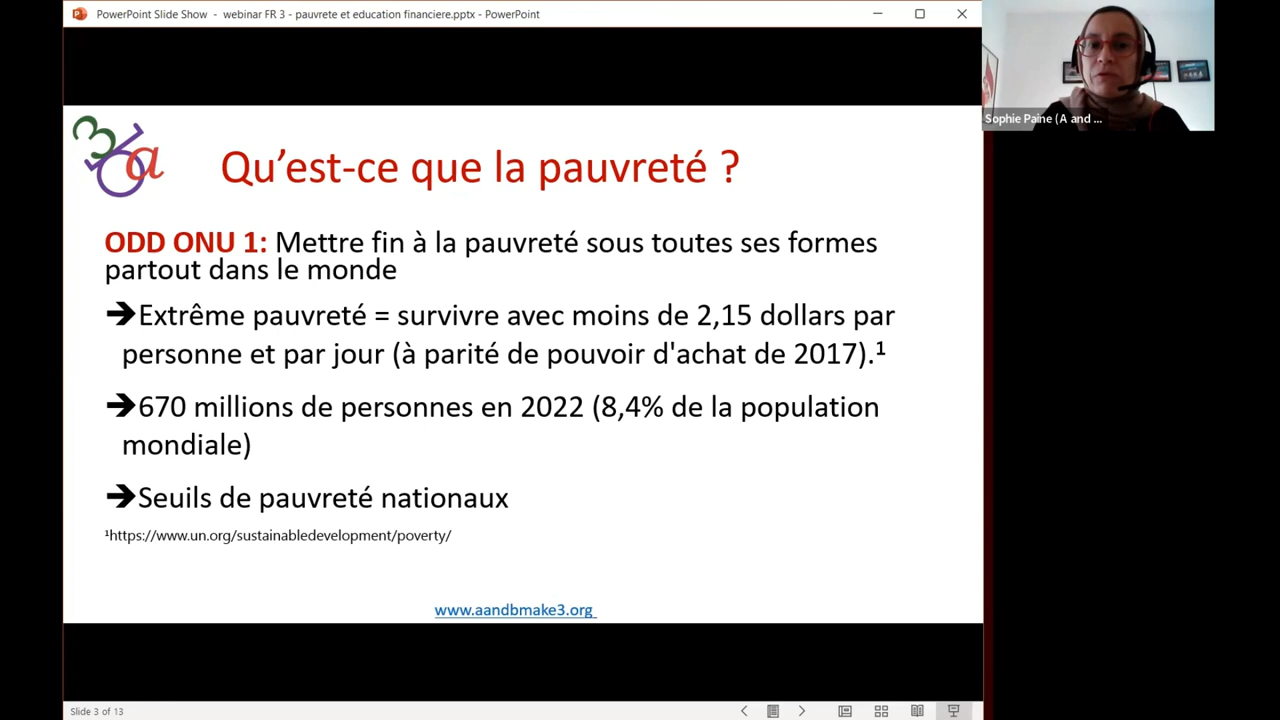 PowerPoint Slide Show - webinar FR 3 - pauvrete et education financiere.pptx - PowerPoint
Sophie Paine (A and ...
Qu’est-ce que la pauvreté ?
ODD ONU 1: Mettre fin à la pauvreté sous toutes ses formes
partout dans le monde
➔Extrême pauvreté = survivre avec moins de 2,15 dollars par
personne et par jour (à parité de pouvoir d'achat de 2017).¹
➔670 millions de personnes en 2022 (8,4% de la population
mondiale)
➔Seuils de pauvreté nationaux
¹https://www.un.org/sustainabledevelopment/poverty/
www.aandbmake3.org
Slide 3 of 13